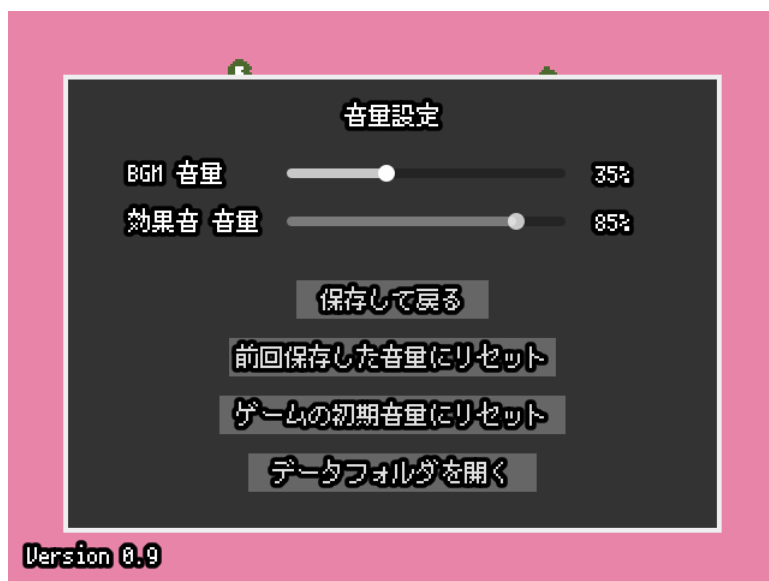 音量設定
BGM 音量 35%
効果音 音量 85%
保存して戻る
前回保存した音量にリセット
ゲームの初期音量にリセット
データフォルダを開く
Version 0.9